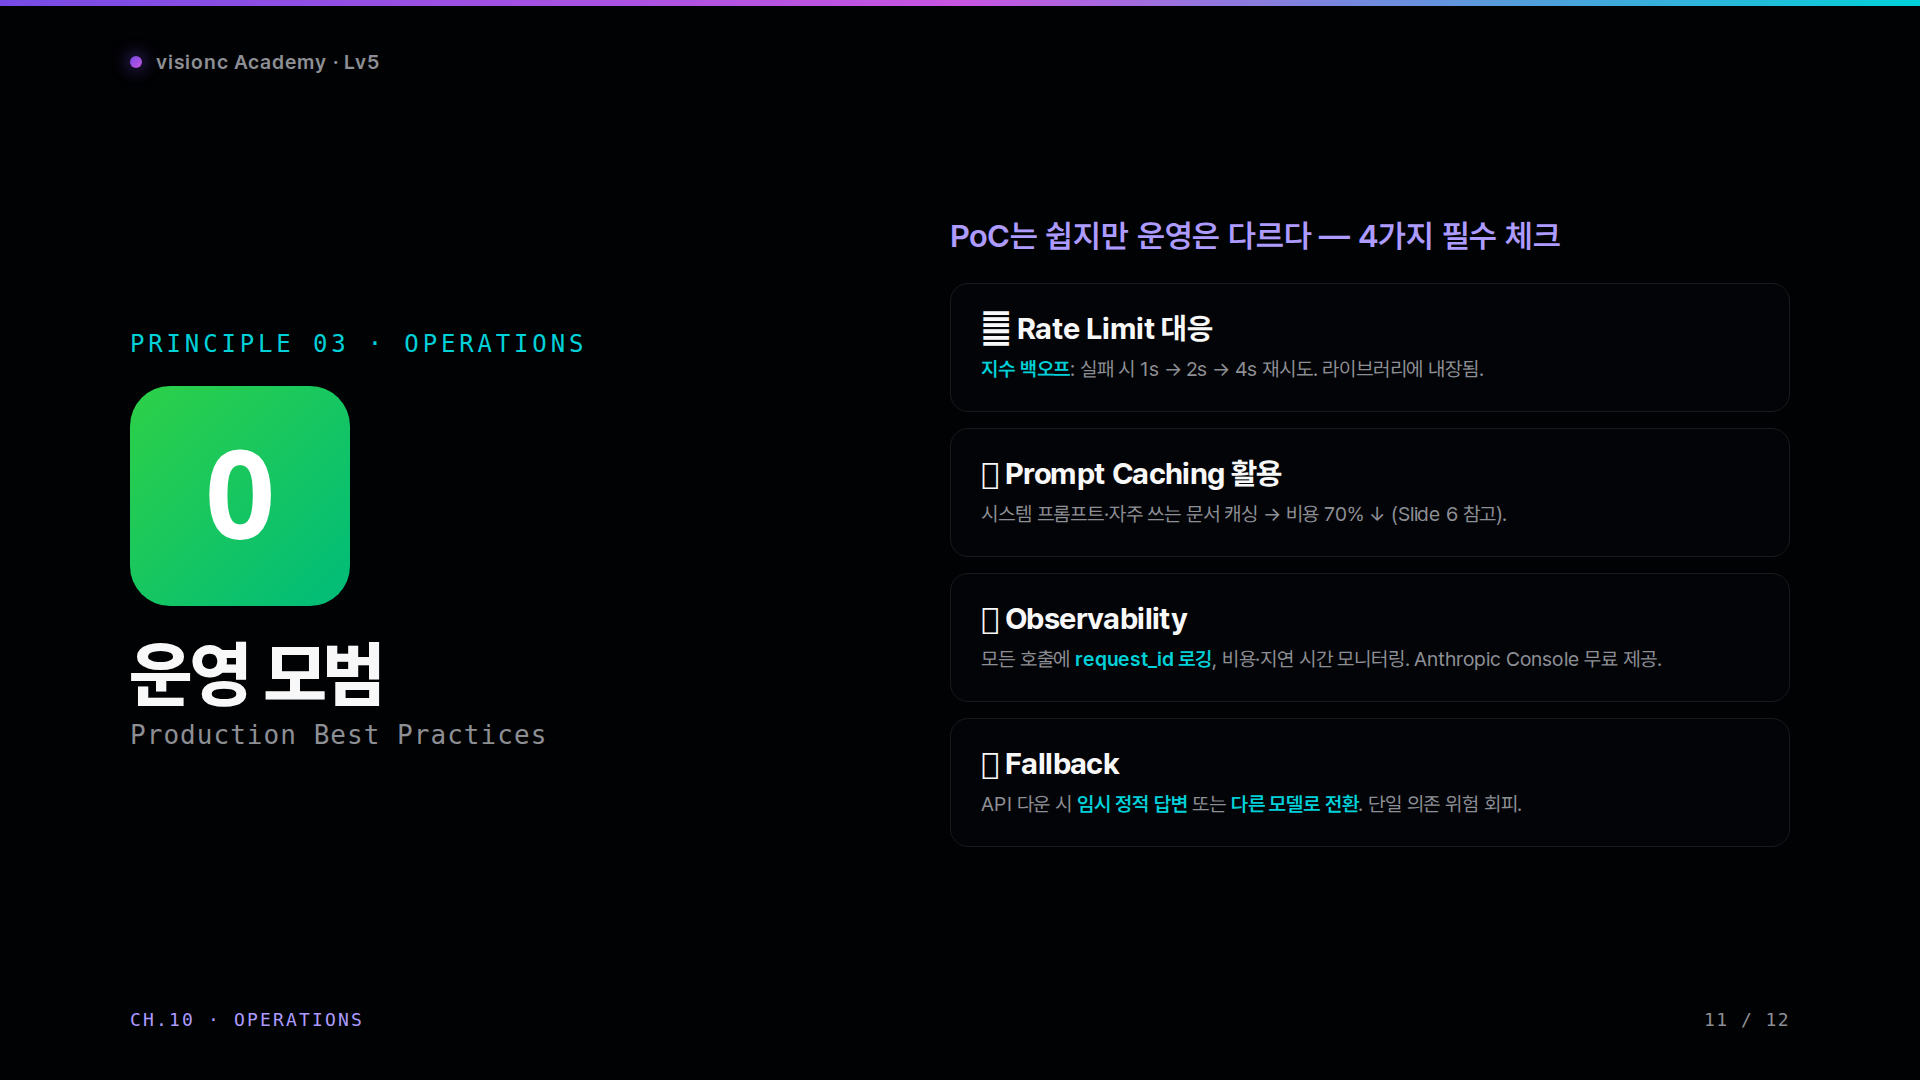 visionc Academy · Lv5
PRINCIPLE 03 · OPERATIONS
0
운영 모범
Production Best Practices
PoC는 쉽지만 운영은 다르다 — 4가지 필수 체크
Rate Limit 대응
지수 백오프: 실패 시 1s → 2s → 4s 재시도. 라이브러리에 내장됨.
Prompt Caching 활용
시스템 프롬프트·자주 쓰는 문서 캐싱 → 비용 70% ↓ (Slide 6 참고).
Observability
모든 호출에 request_id 로깅, 비용·지연 시간 모니터링. Anthropic Console 무료 제공.
Fallback
API 다운 시 임시 정적 답변 또는 다른 모델로 전환. 단일 의존 위험 회피.
CH.10 · OPERATIONS
11 / 12